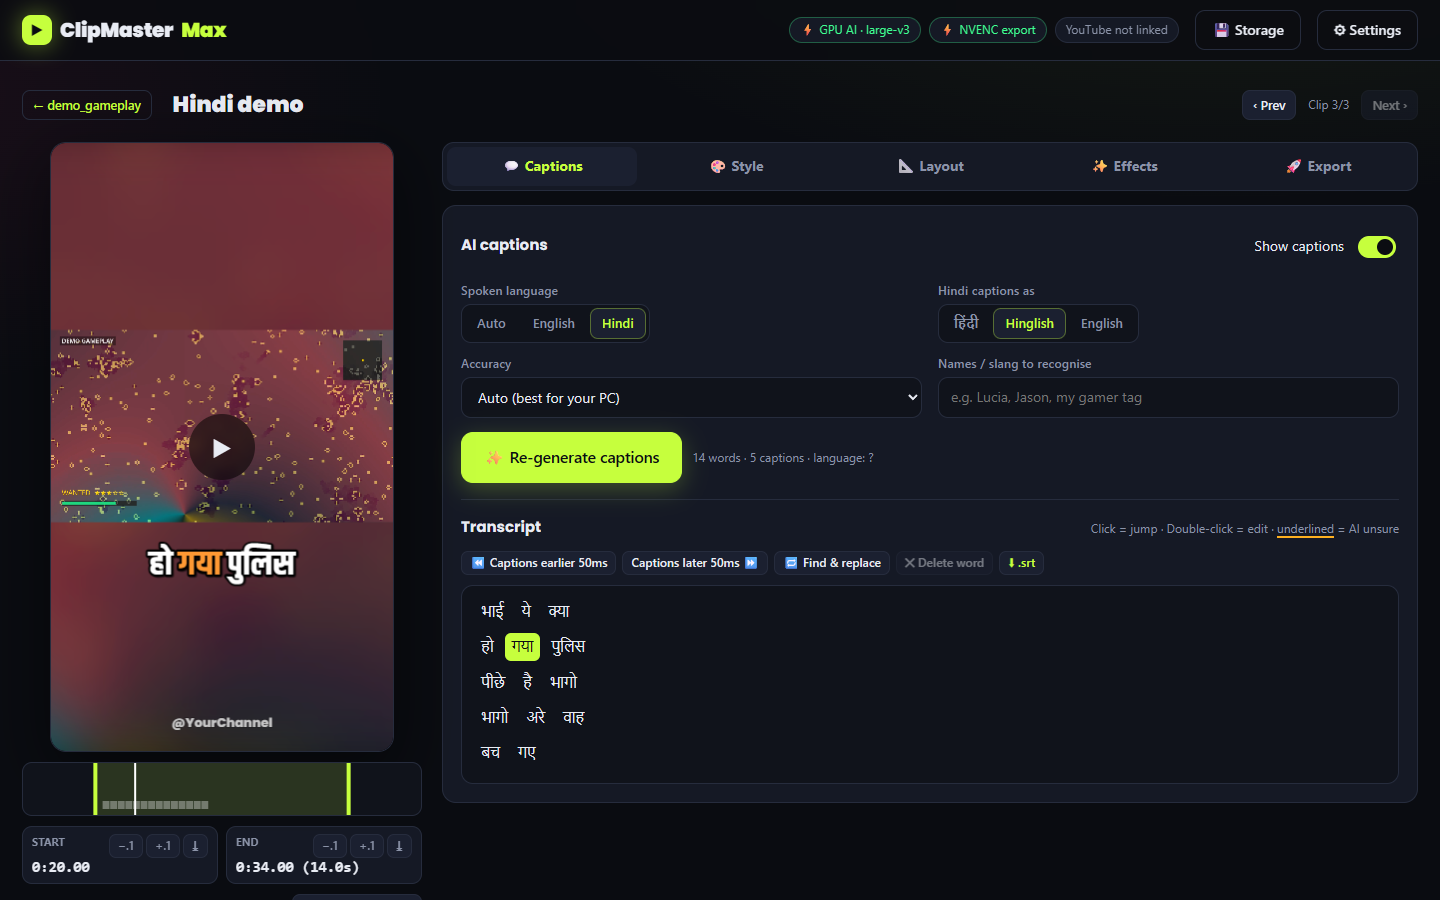 ClipMaster Max
GPU AI · large-v3
NVENC export
YouTube not linked
Storage
Settings
← demo_gameplay
Hindi demo
‹ Prev
Clip 3/3
Next ›
DEMO GAMEPLAY
WANTED ★★★★★
हो गया पुलिस
@YourChannel
START
−.1
+.1
0:20.00
END
−.1
+.1
0:34.00 (14.0s)
Captions
Style
Layout
Effects
Export
AI captions
Show captions
Spoken language
Auto
English
Hindi
Hindi captions as
हिंदी
Hinglish
English
Accuracy
Auto (best for your PC)
Names / slang to recognise
e.g. Lucia, Jason, my gamer tag
Re-generate captions
14 words · 5 captions · language: ?
Transcript
Click = jump · Double-click = edit · underlined = AI unsure
Captions earlier 50ms
Captions later 50ms
Find & replace
Delete word
.srt
भाई ये क्या
हो गया पुलिस
पीछे है भागो
भागो अरे वाह
बच गए